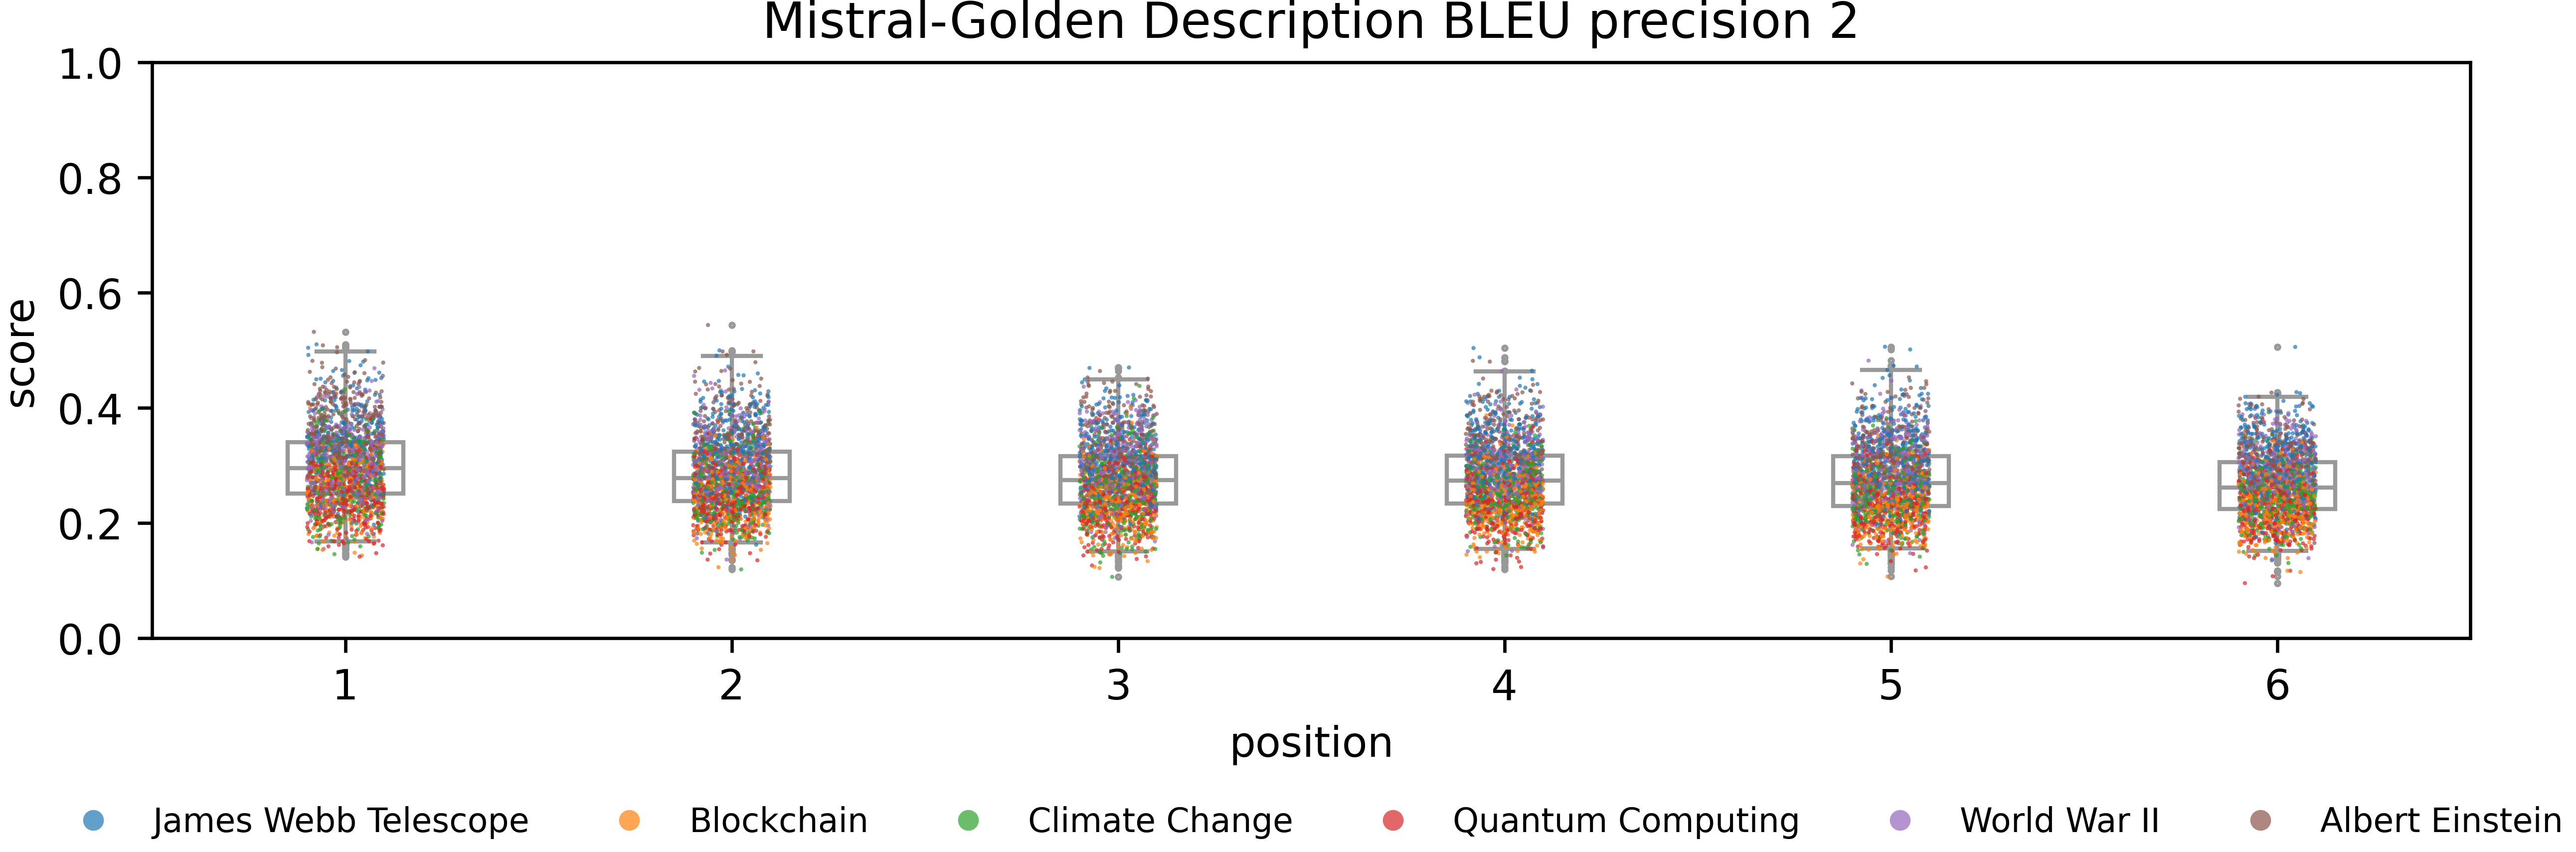 Mistral-Golden Description BLEU precision 2
1.0
0.8
0.6
0.4
0.2
0.0
score
1 2 3 4 5 6
position
James Webb Telescope Blockchain Climate Change Quantum Computing World War II Albert Einstein